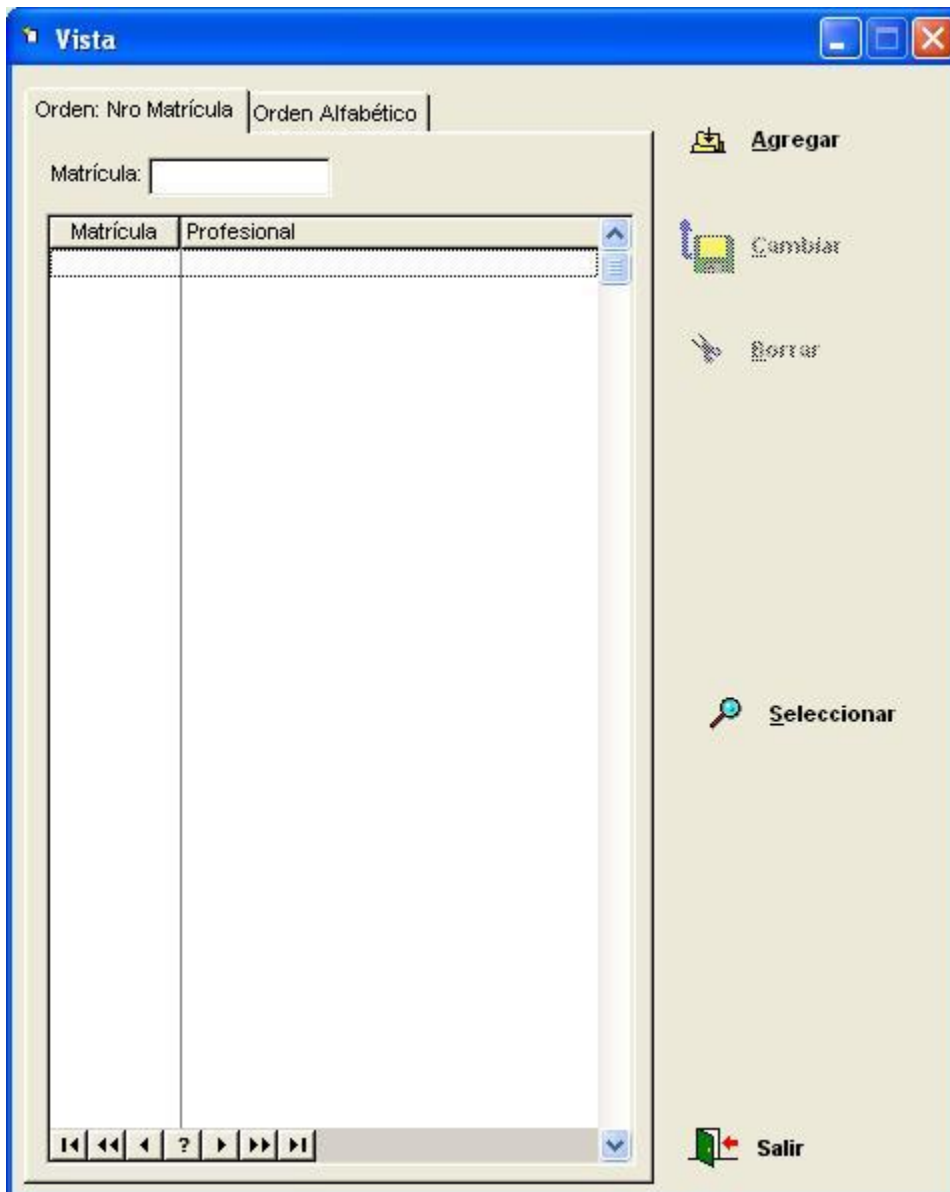 Vista
Orden: Nro Matrícula
Orden Alfabético
Matrícula:
Matrícula
Profesional
?
Agregar
Cambiar
Borrar
Seleccionar
Salir